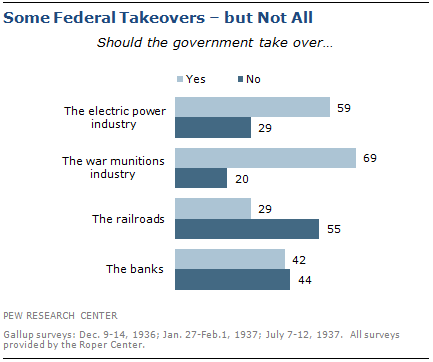 Some Federal Takeovers – but Not All
Should the government take over…
Yes No
The electric power
industry
59
29
The war munitions
industry
69
20
The railroads
29
55
The banks
42
44
PEW RESEARCH CENTER
Gallup surveys: Dec. 9-14, 1936; Jan. 27-Feb.1, 1937; July 7-12, 1937.  All surveys
provided by the Roper Center.